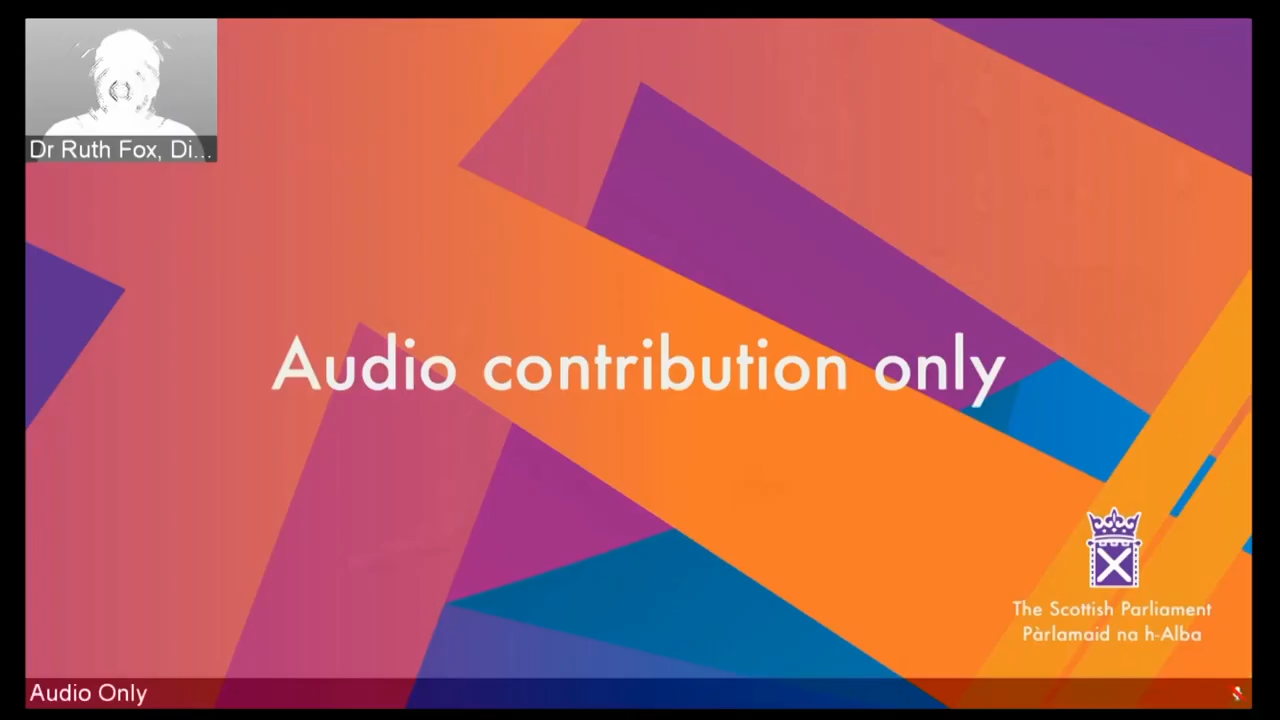 Dr Ruth Fox, Di...
Audio contribution only
The Scottish Parliament
Pàrlamaid na h-Alba
Audio Only